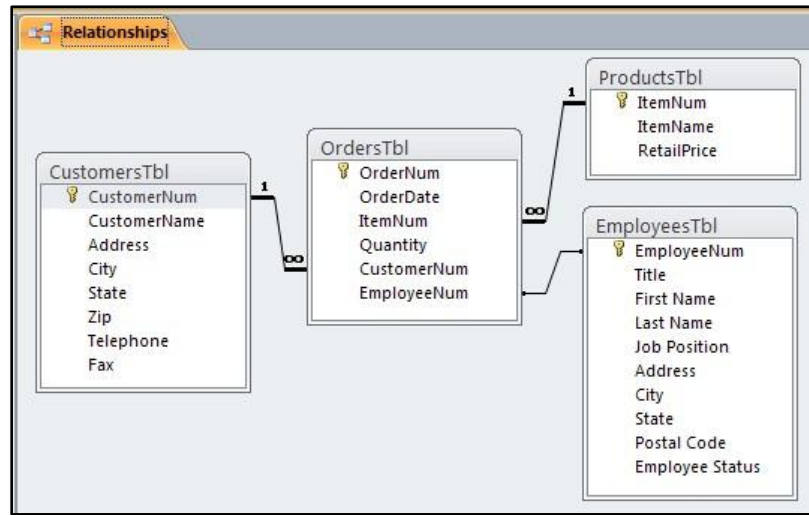 Relationships
CustomersTbl
CustomerNum
CustomerName
Address
City
State
Zip
Telephone
Fax
1
∞
OrdersTbl
OrderNum
OrderDate
ItemNum
Quantity
CustomerNum
EmployeeNum
1
∞
ProductsTbl
ItemNum
ItemName
RetailPrice
EmployeesTbl
EmployeeNum
Title
First Name
Last Name
Job Position
Address
City
State
Postal Code
Employee Status